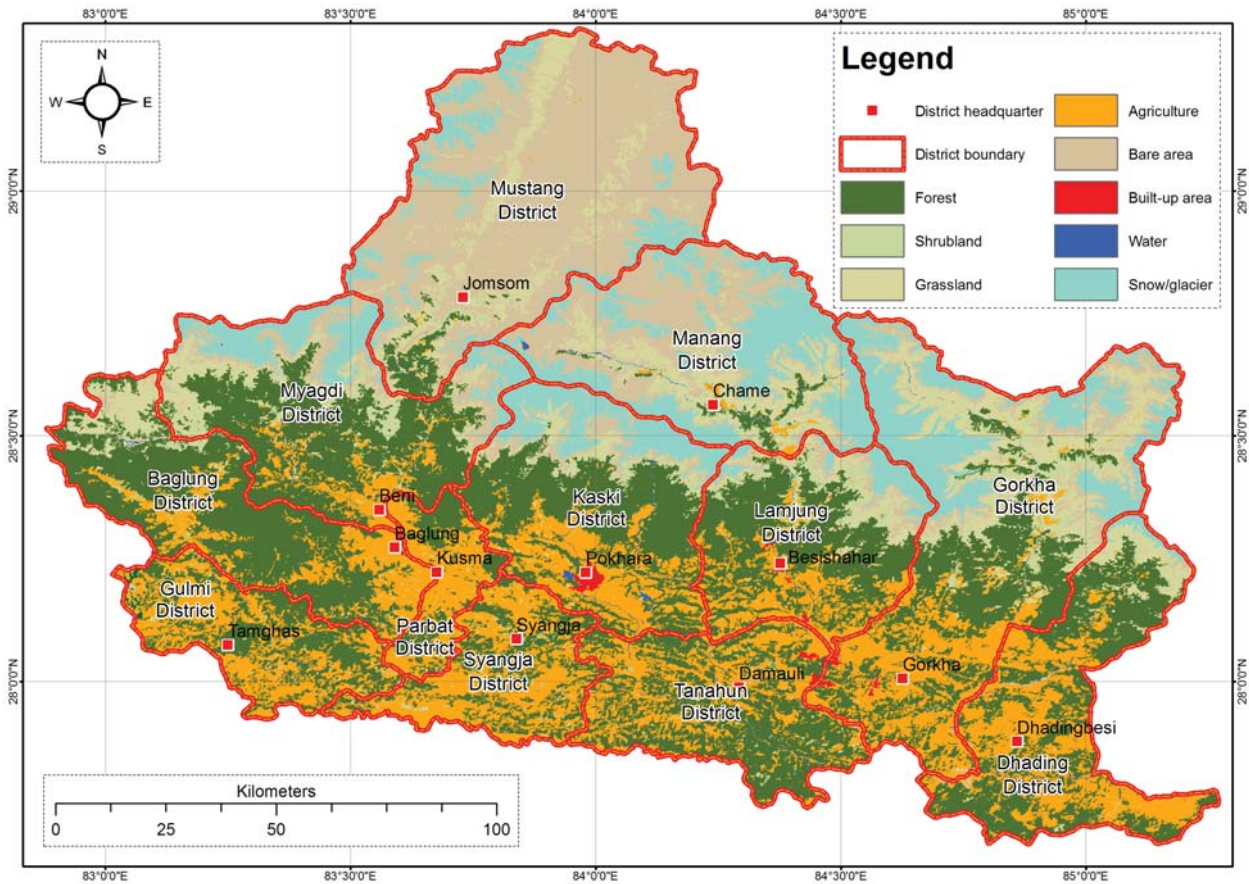 83°0'0"E
83°30'0"E
84°0'0"E
84°30'0"E
85°0'0"E
N
W
E
S
Legend
District headquarter
District boundary
Forest
Shrubland
Grassland
Agriculture
Bare area
Built-up area
Water
Snow/glacier
29°0'0"N
29°0'0"N
Mustang
District
Jomsom
Manang
District
Chame
Myagdi
District
28°30'0"N
28°30'0"N
Baglung
District
Beni
Baglung
Kusma
Kaski
District
Pokhara
Lamjung
District
Besishahar
Gorkha
District
Gulmi
District
Tamghas
Parbat
District
Syangja
Syangja
District
Damauli
Tanahun
District
Gorkha
28°0'0"N
28°0'0"N
Dhadingbesi
Dhading
District
Kilometers
0
25
50
100
83°0'0"E
83°30'0"E
84°0'0"E
84°30'0"E
85°0'0"E